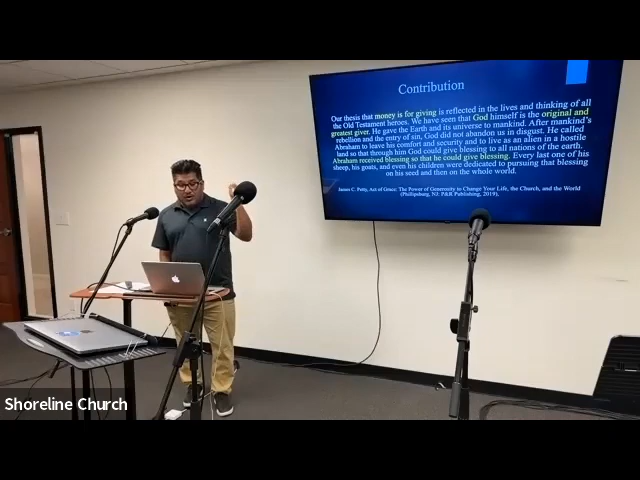 Contribution
Our thesis that money is for giving is reflected in the lives and thinking of all
the Old Testament heroes. We have seen that God himself is the original and
greatest giver. He gave the Earth and its universe to mankind. After mankind's
rebellion and the entry of sin, God did not abandon us in disgust. He called
Abraham to leave his comfort and security and to live as an alien in a hostile
land so that through him God could give blessing to all nations of the earth.
Abraham received blessing so that he could give blessing. Every last one of his
sheep, his goats, and even his children were dedicated to pursuing that blessing
on his seed and then on the whole world.
James C. Petty, Act of Grace: The Power of Generosity to Change Your Life, the Church, and the World
(Phillipsburg, NJ: P&R Publishing, 2019),
Shoreline Church